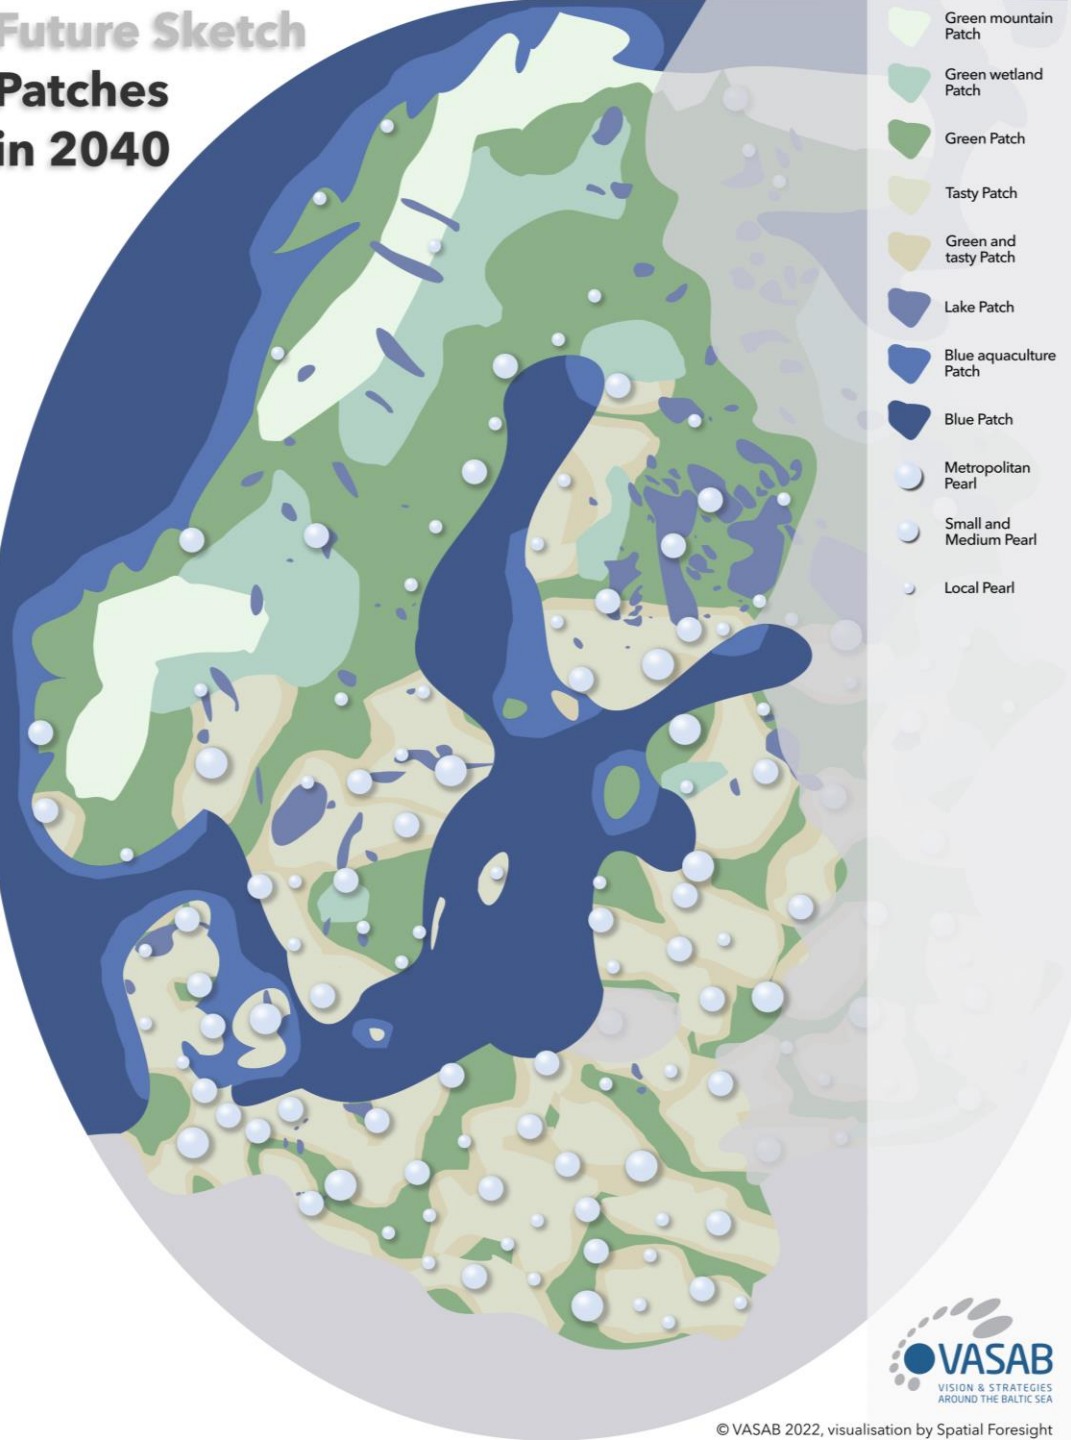 Future Sketch
Patches
in 2040
Green mountain
Patch
Green wetland
Patch
Green Patch
Tasty Patch
Green and
tasty Patch
Lake Patch
Blue aquaculture
Patch
Blue Patch
Metropolitan
Pearl
Small and
Medium Pearl
Local Pearl
VASAB
VISION & STRATEGIES
AROUND THE BALTIC SEA
© VASAB 2022, visualisation by Spatial Foresight